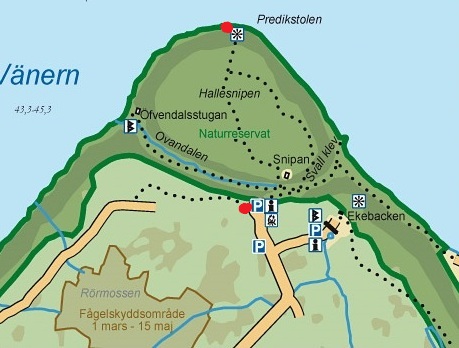 Predikstolen
Vänern
43,3-45,3
Hallesnipen
Öfvendalsstugan
Naturreservat
Ovandalen
Snipan
Svall klev
P i
Ekebacken
P
P
i
Rörmossen
Fågelskyddsområde
1 mars - 15 maj